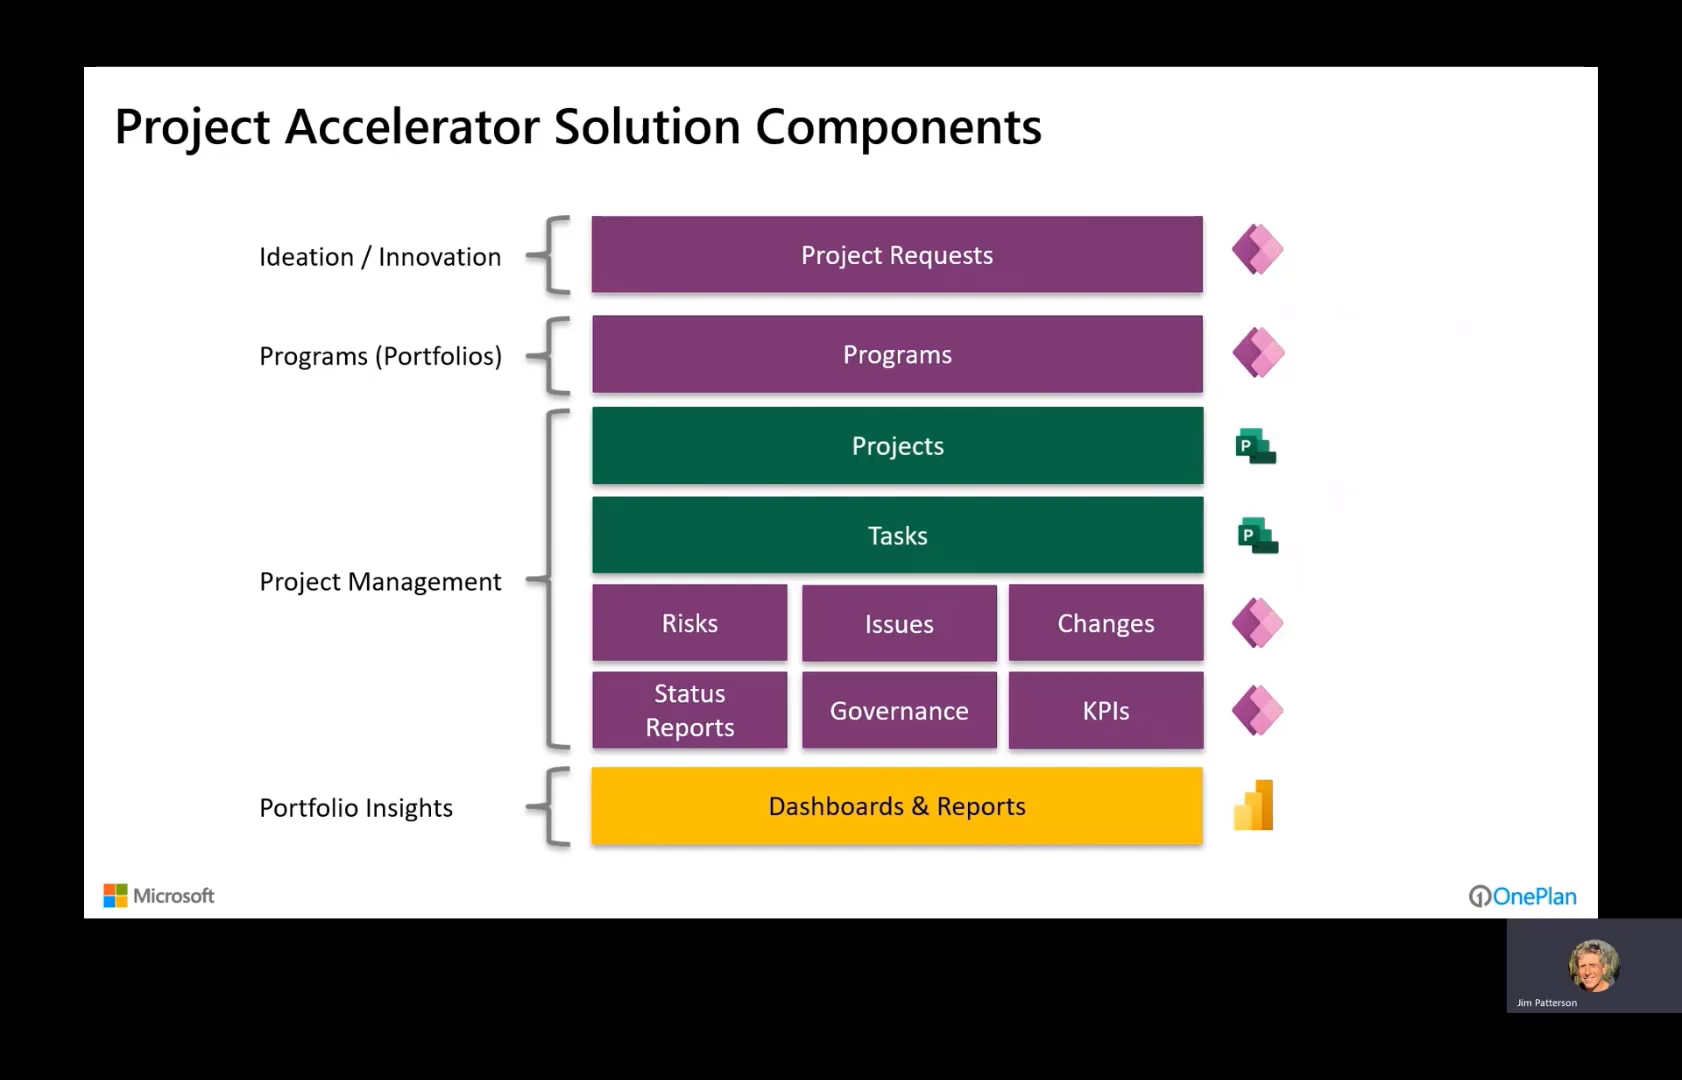 Project Accelerator Solution Components
Ideation / Innovation
Project Requests
Programs (Portfolios)
Programs
Projects
P
Tasks
P
Project Management
Risks
Issues
Changes
Status
Reports
Governance
KPIs
Portfolio Insights
Dashboards & Reports
Microsoft
1 OnePlan
Jim Patterson